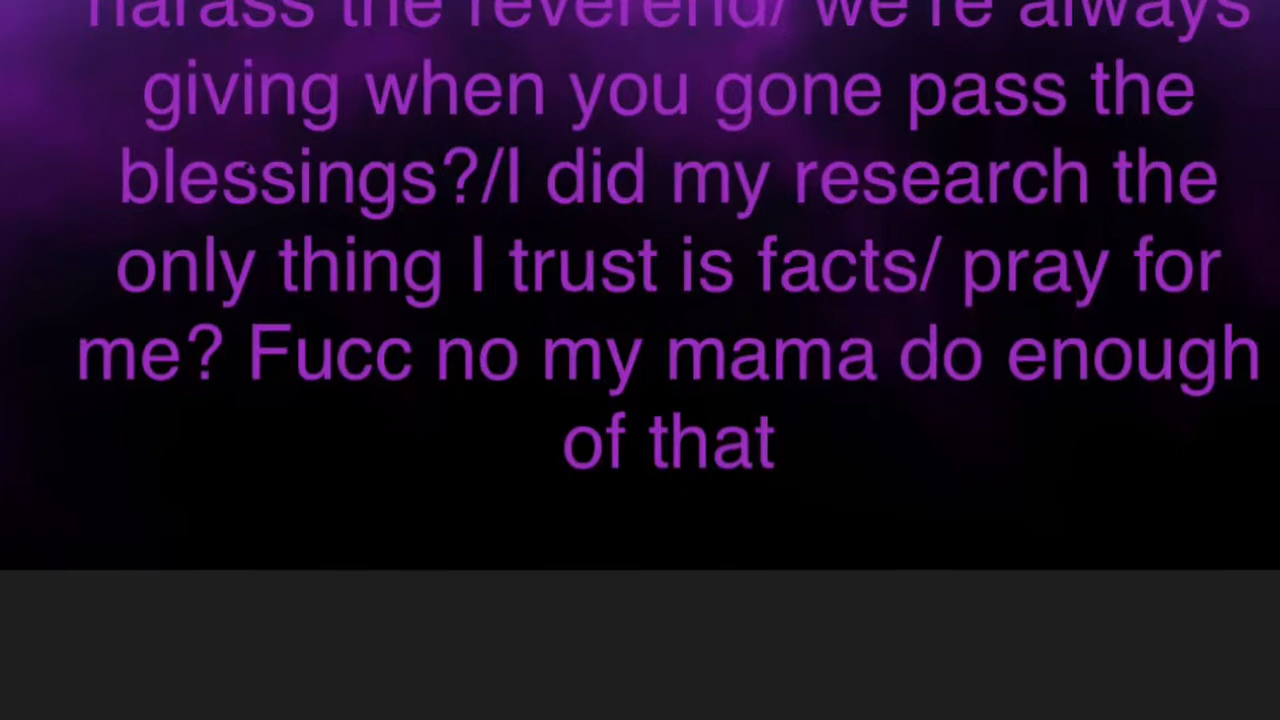 harass the reverend/ we're always
giving when you gone pass the
blessings?/I did my research the
only thing I trust is facts/ pray for
me? Fucc no my mama do enough
of that